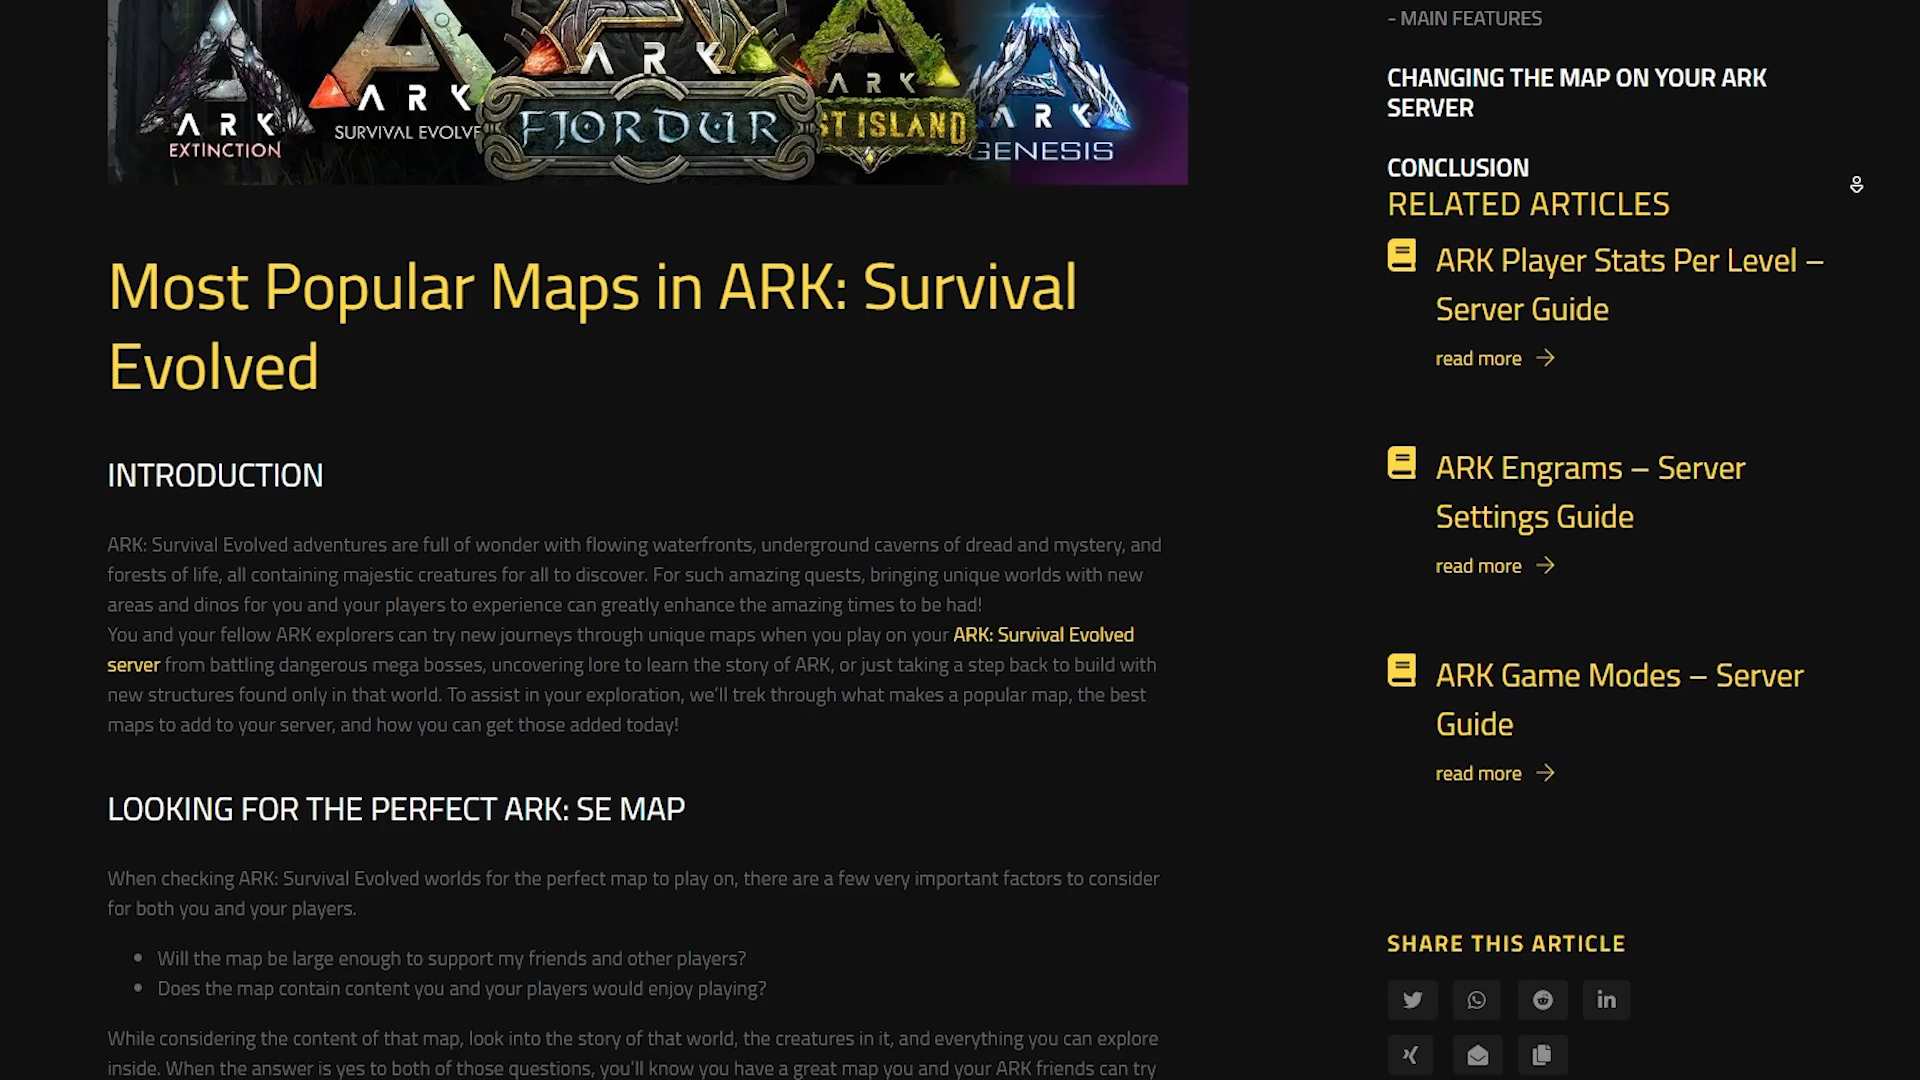 ARK
EXTINCTION
ARK
SURVIVAL EVOLVE
ARK
FJORDUR
ARK
ST ISLAND
ARK
GENESIS
Most Popular Maps in ARK: Survival
Evolved
INTRODUCTION
ARK: Survival Evolved adventures are full of wonder with flowing waterfronts, underground caverns of dread and mystery, and
forests of life, all containing majestic creatures for all to discover. For such amazing quests, bringing unique worlds with new
areas and dinos for you and your players to experience can greatly enhance the amazing times to be had!
You and your fellow ARK explorers can try new journeys through unique maps when you play on your ARK: Survival Evolved
server from battling dangerous mega bosses, uncovering lore to learn the story of ARK, or just taking a step back to build with
new structures found only in that world. To assist in your exploration, we'll trek through what makes a popular map, the best
maps to add to your server, and how you can get those added today!
LOOKING FOR THE PERFECT ARK: SE MAP
When checking ARK: Survival Evolved worlds for the perfect map to play on, there are a few very important factors to consider
for both you and your players.
• Will the map be large enough to support my friends and other players?
• Does the map contain content you and your players would enjoy playing?
While considering the content of that map, look into the story of that world, the creatures in it, and everything you can explore
inside. When the answer is yes to both of those questions, you'll know you have a great map you and your ARK friends can try
- MAIN FEATURES
CHANGING THE MAP ON YOUR ARK
SERVER
CONCLUSION
RELATED ARTICLES
ARK Player Stats Per Level –
Server Guide
read more →
ARK Engrams – Server
Settings Guide
read more →
ARK Game Modes – Server
Guide
read more →
SHARE THIS ARTICLE